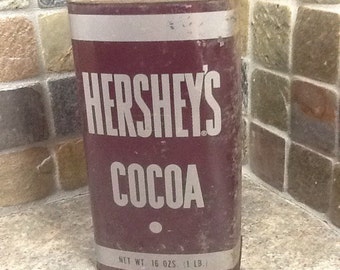 HERSHEY'S®
COCOA
NET WT. 16 OZS. (1 LB.)